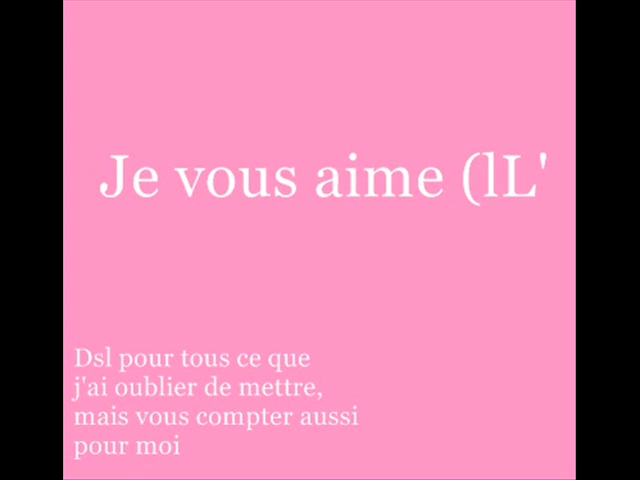 Je vous aime (lL'
Dsl pour tous ce que
j'ai oublier de mettre,
mais vous compter aussi
pour moi